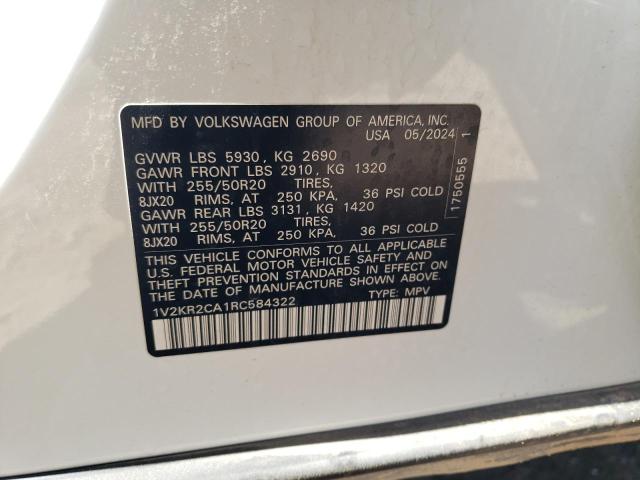 MFD BY VOLKSWAGEN GROUP OF AMERICA, INC.
USA 05/2024
GVWR LBS 5930, KG 2690
GAWR FRONT LBS 2910, KG 1320
WITH 255/50R20 TIRES,
8JX20 RIMS, AT 250 KPA, 36 PSI COLD
GAWR REAR LBS 3131, KG 1420
WITH 255/50R20 TIRES,
8JX20 RIMS, AT 250 KPA, 36 PSI COLD
THIS VEHICLE CONFORMS TO ALL APPLICABLE
U.S. FEDERAL MOTOR VEHICLE SAFETY AND
THEFT PREVENTION STANDARDS IN EFFECT ON
THE DATE OF MANUFACTURE SHOWN ABOVE.
1V2KR2CA1RC584322 TYPE: MPV
1750555 1